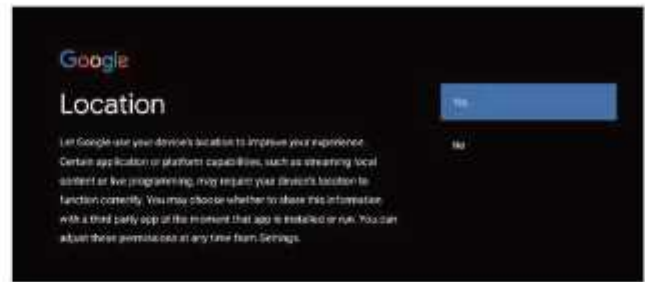 Google
Location
Let Google use your device's location to improve your experience.
Certain application or platform capabilities, such as streaming local
content or live programming, may require your device's location to
function correctly. You may choose whether to share this information
with a third party app at the moment that app is installed or run. You can
adjust these permissions at any time from Settings.
Yes
No